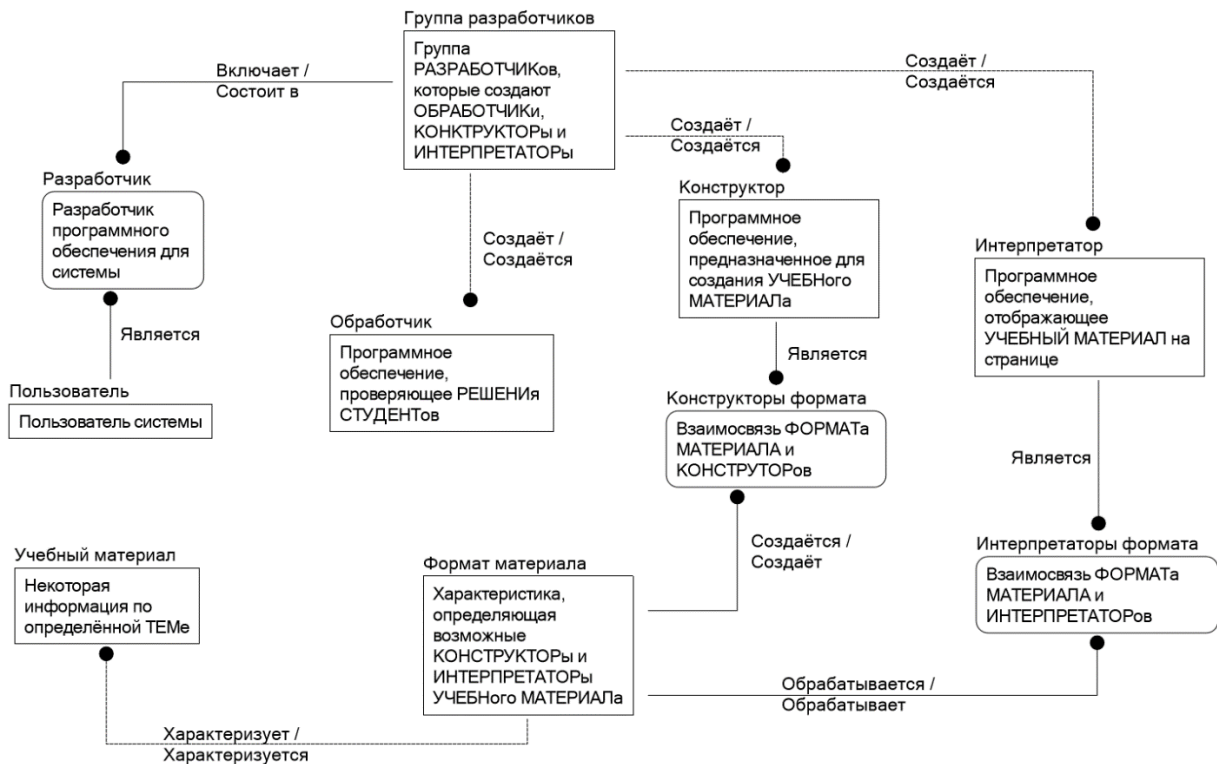 Группа разработчиков
Группа
РАЗРАБОТЧИКов,
которые создают
ОБРАБОТЧИКи,
КОНКТРУКТОРы и
ИНТЕРПРЕТАТОРы
Включает /
Состоит в
Создаёт /
Создаётся
Создаёт /
Создаётся
Разработчик
Разработчик
программного
обеспечения для
системы
Создаёт /
Создаётся
Конструктор
Программное
обеспечение,
предназначенное для
создания УЧЕБНого
МАТЕРИАЛа
Интерпретатор
Программное
обеспечение,
отображающее
УЧЕБНЫЙ МАТЕРИАЛ на
странице
Является
Обработчик
Программное
обеспечение,
проверяющее РЕШЕНИя
СТУДЕНТов
Является
Пользователь
Пользователь системы
Конструкторы формата
Взаимосвязь ФОРМАТа
МАТЕРИАЛА и
КОНСТРУТОРов
Является
Учебный материал
Некоторая
информация по
определённой ТЕМе
Формат материала
Характеристика,
определяющая
возможные
КОНСТРУКТОРы и
ИНТЕРПРЕТАТОРы
УЧЕБНого МАТЕРИАЛа
Создаётся /
Создаёт
Интерпретаторы формата
Взаимосвязь ФОРМАТа
МАТЕРИАЛА и
ИНТЕРПРЕТАТОРов
Обрабатывается /
Обрабатывает
Характеризует /
Характеризуется